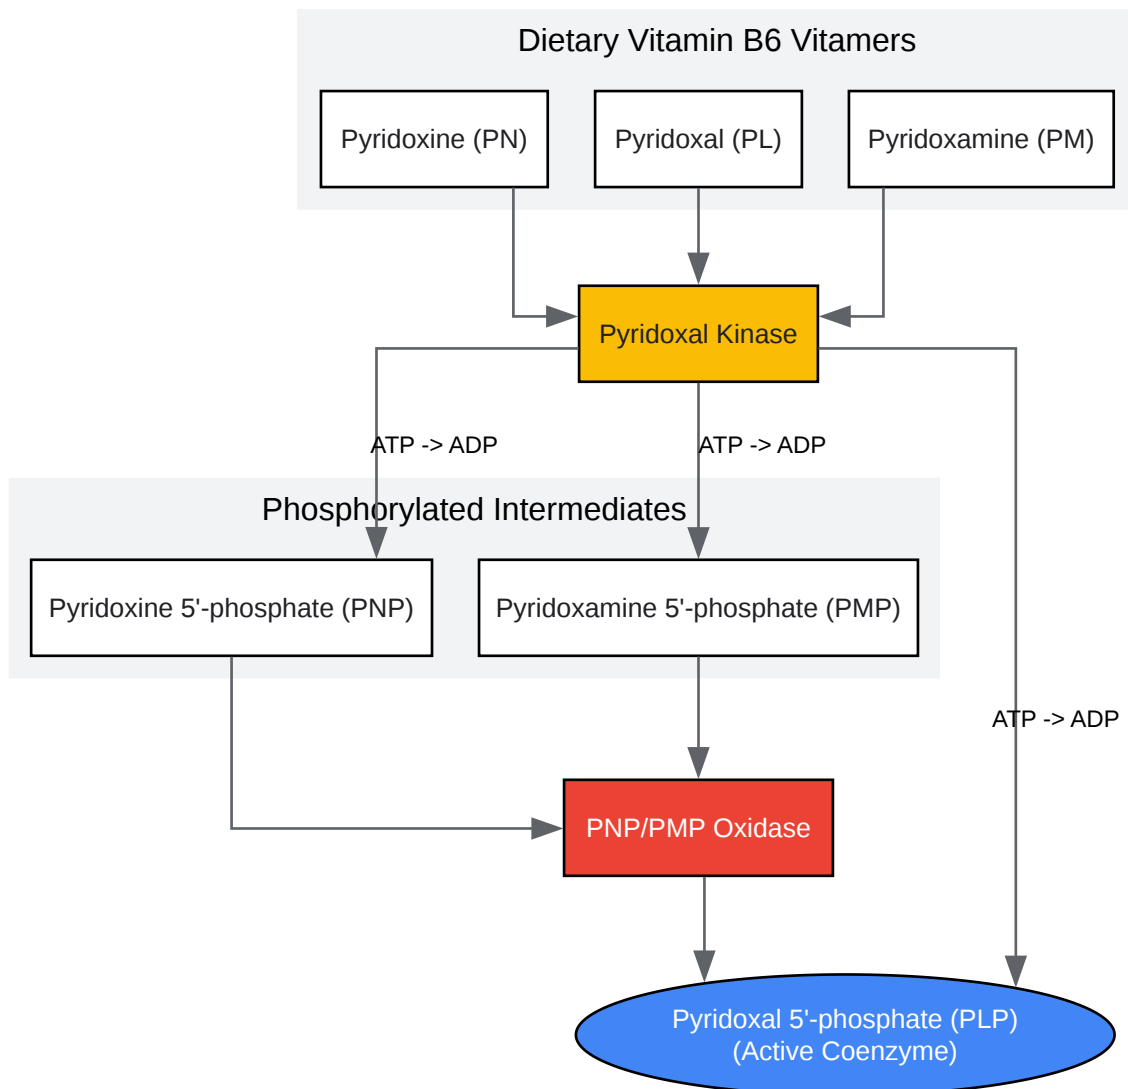 Dietary Vitamin B6 Vitamers
Pyridoxine (PN)
Pyridoxal (PL)
Pyridoxamine (PM)
Pyridoxal Kinase
ATP -> ADP
ATP -> ADP
Phosphorylated Intermediates
Pyridoxine 5'-phosphate (PNP)
Pyridoxamine 5'-phosphate (PMP)
ATP -> ADP
PNP/PMP Oxidase
Pyridoxal 5'-phosphate (PLP)
(Active Coenzyme)